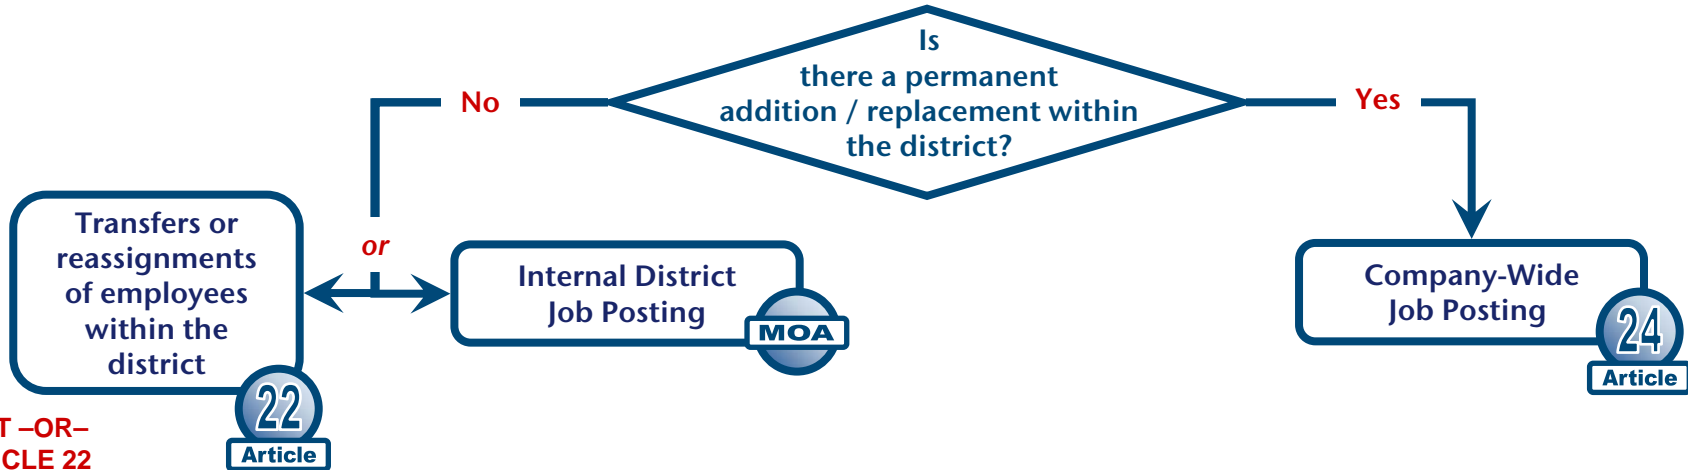 Is
there a permanent
addition / replacement within
the district?
No
Yes
Transfers or
reassignments
of employees
within the
district
22
Article
or
Internal District
Job Posting
MOA
Company-Wide
Job Posting
24
Article
–OR–
22